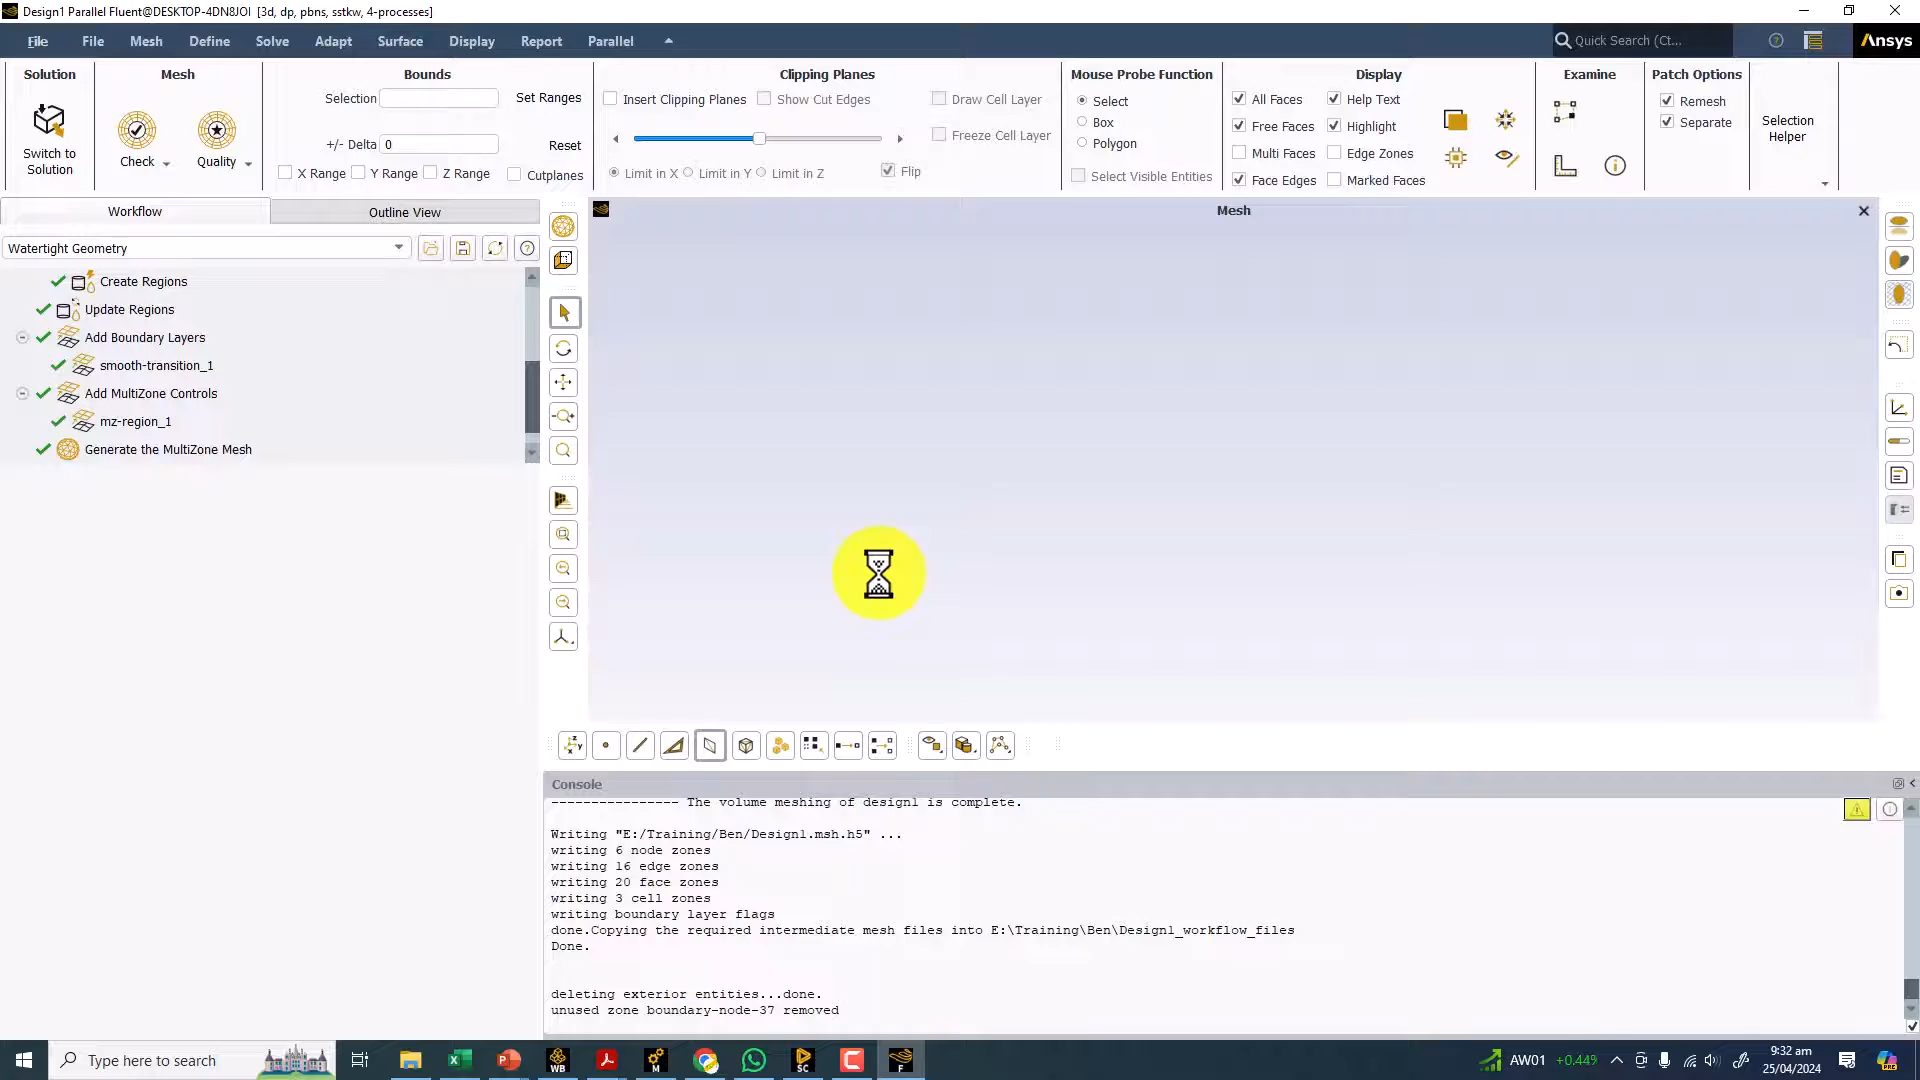 Design1 Parallel Fluent@DESKTOP-4DN8JOI [3d, dp, pbns, sstkw, 4-processes]
File File Mesh Define Solve Adapt Surface Display Report Parallel
Quick Search (Ct...
Ansys
Solution
Switch to
Solution
Mesh
Check
Quality
Bounds
Selection
Set Ranges
+/- Delta 0
Reset
X Range Y Range Z Range Cutplanes
Clipping Planes
Insert Clipping Planes Show Cut Edges Draw Cell Layer
Freeze Cell Layer
Limit in X Limit in Y Limit in Z Flip
Mouse Probe Function
Select
Box
Polygon
Select Visible Entities
Display
All Faces Help Text
Free Faces Highlight
Multi Faces Edge Zones
Face Edges Marked Faces
Examine
Patch Options
Remesh
Separate
Selection
Helper
Workflow
Outline View
Watertight Geometry
Create Regions
Update Regions
Add Boundary Layers
smooth-transition_1
Add MultiZone Controls
mz-region_1
Generate the MultiZone Mesh
Mesh
Console
---------------- The volume meshing of design1 is complete.
Writing "E:/Training/Ben/Design1.msh.h5" ...
writing 6 node zones
writing 16 edge zones
writing 20 face zones
writing 3 cell zones
writing boundary layer flags
done.Copying the required intermediate mesh files into E:\Training\Ben\Design1_workflow_files
Done.
deleting exterior entities...done.
unused zone boundary-node-37 removed
Type here to search
WB
M
SC
F
AW01 +0.44%
9:32 am
25/04/2024
PRE